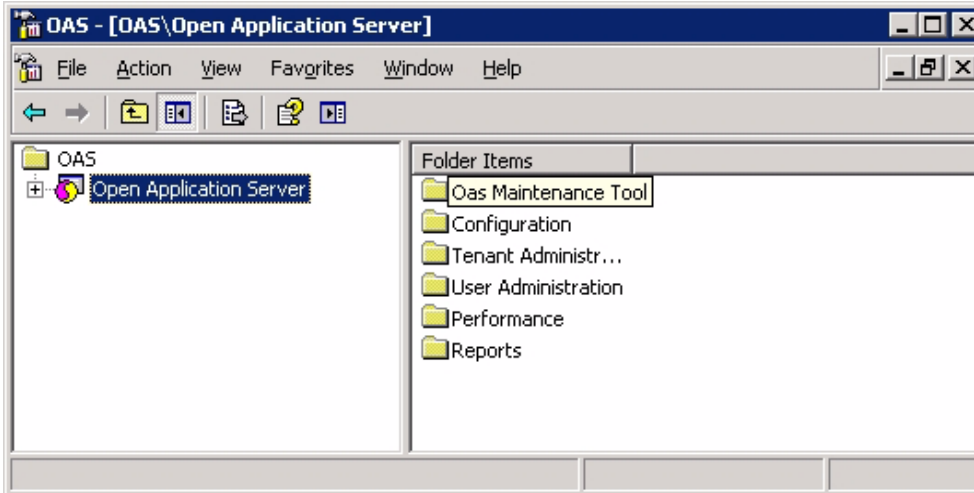 OAS - [OAS\Open Application Server]
File Action View Favorites Window Help
OAS
Open Application Server
Folder Items
Oas Maintenance Tool
Configuration
Tenant Administr...
User Administration
Performance
Reports